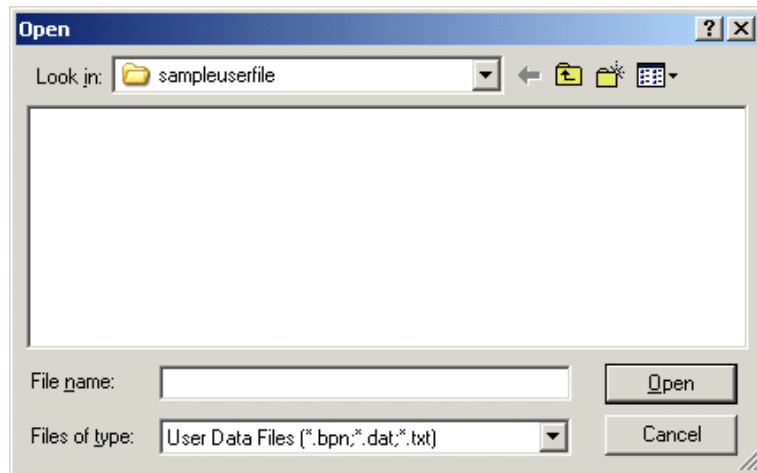 Open
Look in: sampleuserfile
File name:
Open
Files of type: User Data Files (*.bpn;*.dat;*.txt)
Cancel